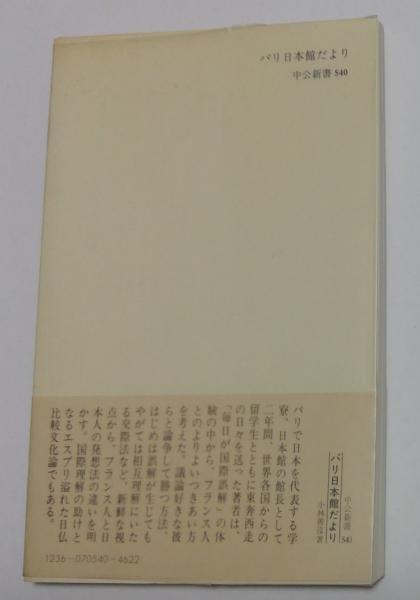 パリ日本館だより
中公新書 540
パリで日本を代表する学
寮、日本館の館長として
二年間、世界各国からの
留学生とともに東奔西走
の日々を送った著者は、
「毎日が国際誤解」の体
験の中から、フランス人
とのよりよいつきあい方
を考えた。議論好きな彼
らと論争して勝つ方法、
はじめは誤解が生じても
やがては相互理解にいた
る交際法など、新鮮な視
点から、フランス人と日
本人の発想法の違いを明
かす。国際理解の助けと
なるエスプリ溢れた日仏
比較文化論でもある。
中公新書 540
パリ日本館だより
小林善彦著
1236-070540-4622